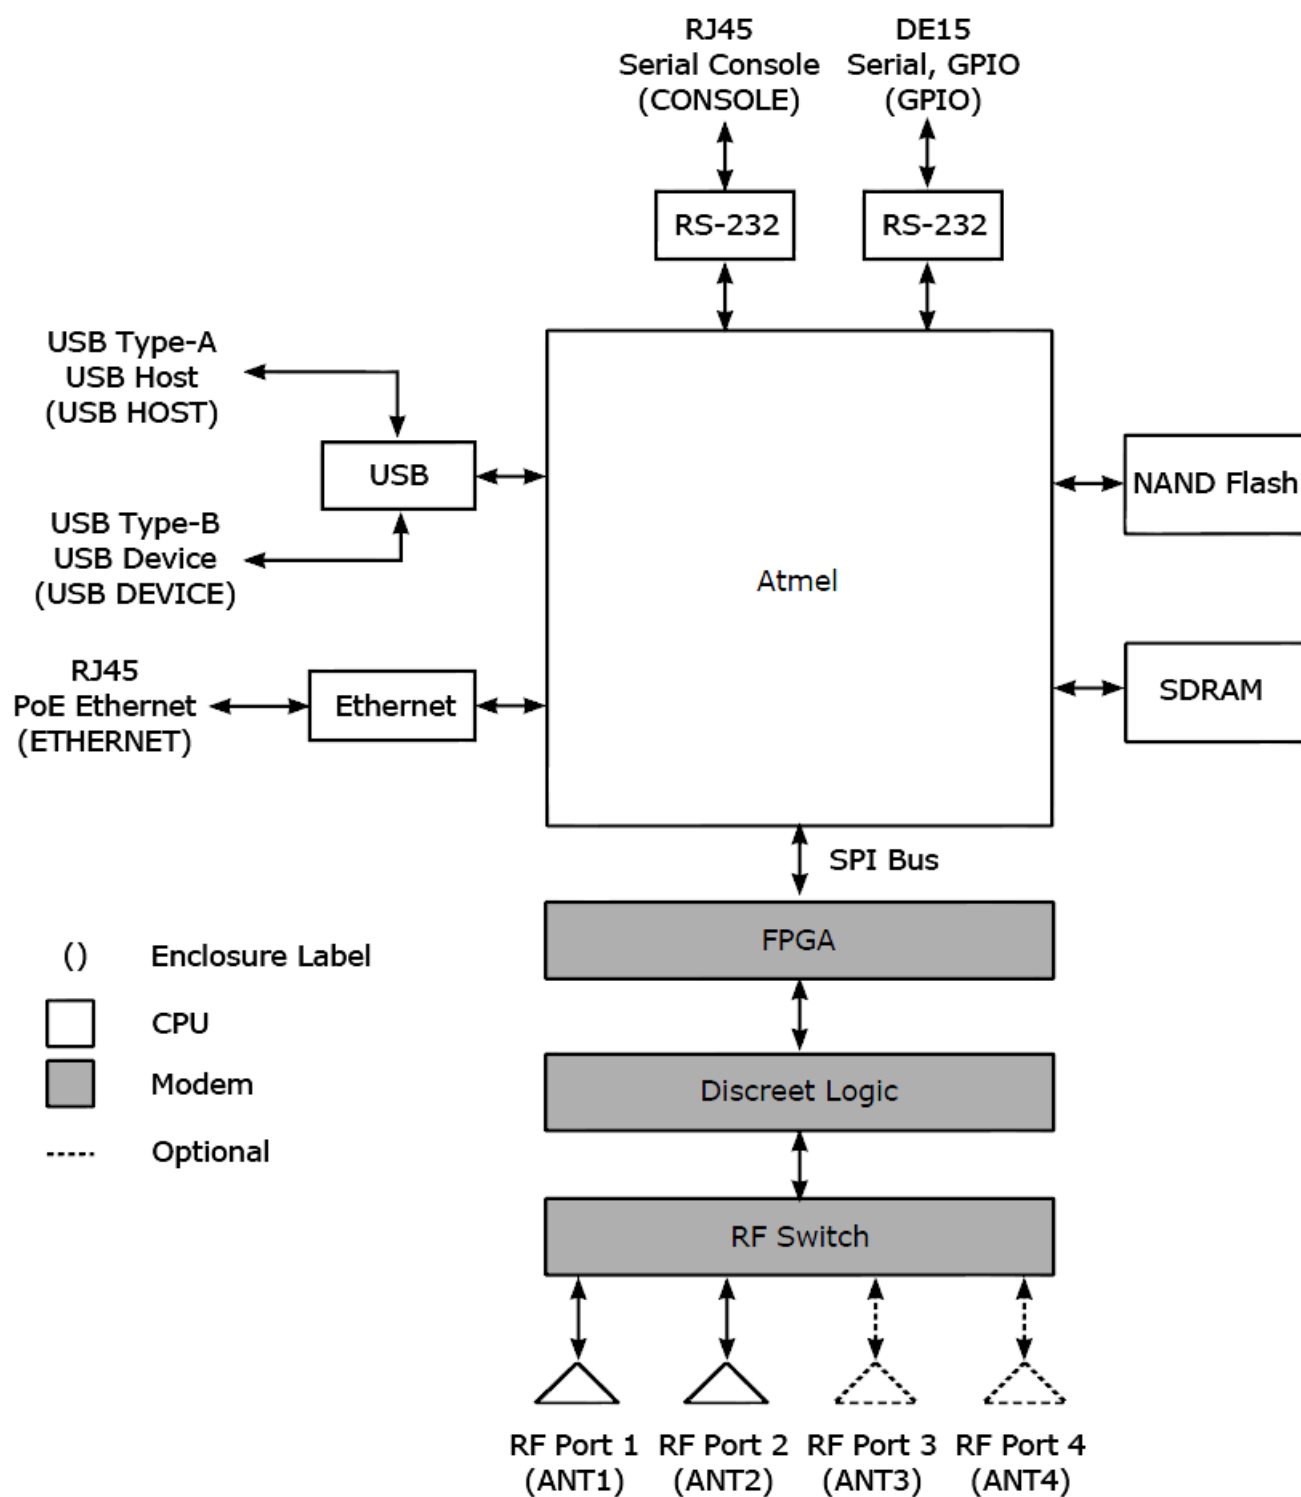 RJ45
Serial Console
(CONSOLE)
DE15
Serial, GPIO
(GPIO)
RS-232
RS-232
USB Type-A
USB Host
(USB HOST)
USB
USB Type-B
USB Device
(USB DEVICE)
RJ45
PoE Ethernet
(ETHERNET)
Ethernet
Atmel
NAND Flash
SDRAM
SPI Bus
FPGA
Discreet Logic
RF Switch
() Enclosure Label
CPU
Modem
Optional
RF Port 1
(ANT1)
RF Port 2
(ANT2)
RF Port 3
(ANT3)
RF Port 4
(ANT4)